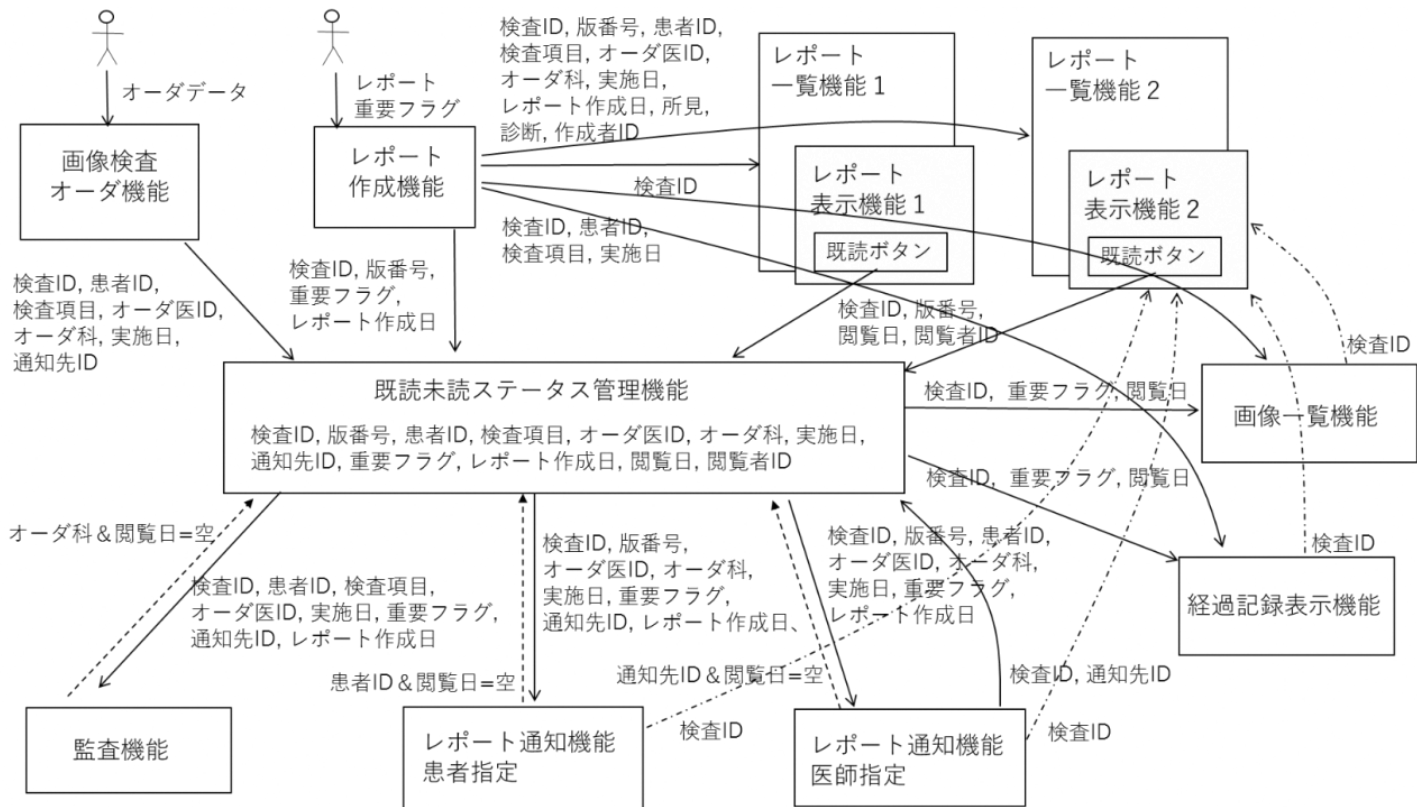 オーダデータ
レポート
重要フラグ
検査ID, 版番号, 患者ID,
検査項目, オーダ医ID,
オーダ科, 実施日,
レポート作成日, 所見,
診断, 作成者ID
レポート
一覧機能１
レポート
一覧機能２
画像検査
オーダ機能
レポート
作成機能
検査ID
レポート
表示機能１
既読ボタン
レポート
表示機能２
既読ボタン
検査ID, 患者ID,
検査項目, 実施日
検査ID, 患者ID,
検査項目, オーダ医ID,
オーダ科, 実施日,
通知先ID
検査ID, 版番号,
重要フラグ,
レポート作成日
検査ID, 版番号,
閲覧日, 閲覧者ID
検査ID
既読未読ステータス管理機能
検査ID, 版番号, 患者ID, 検査項目, オーダ医ID, オーダ科, 実施日,
通知先ID, 重要フラグ, レポート作成日, 閲覧日, 閲覧者ID
検査ID, 重要フラグ, 閲覧日
画像一覧機能
検査ID, 重要フラグ, 閲覧日
オーダ科＆閲覧日=空
検査ID, 患者ID, 検査項目,
オーダ医ID, 実施日, 重要フラグ,
通知先ID, レポート作成日
検査ID, 版番号,
オーダ医ID, オーダ科,
実施日, 重要フラグ,
通知先ID, レポート作成日、
検査ID, 版番号, 患者ID,
オーダ医ID, オーダ科,
実施日, 重要フラグ,
レポート作成日
検査ID
経過記録表示機能
患者ID＆閲覧日=空
通知先ID＆閲覧日=空
検査ID, 通知先ID
監査機能
レポート通知機能
患者指定
検査ID
レポート通知機能
医師指定
検査ID